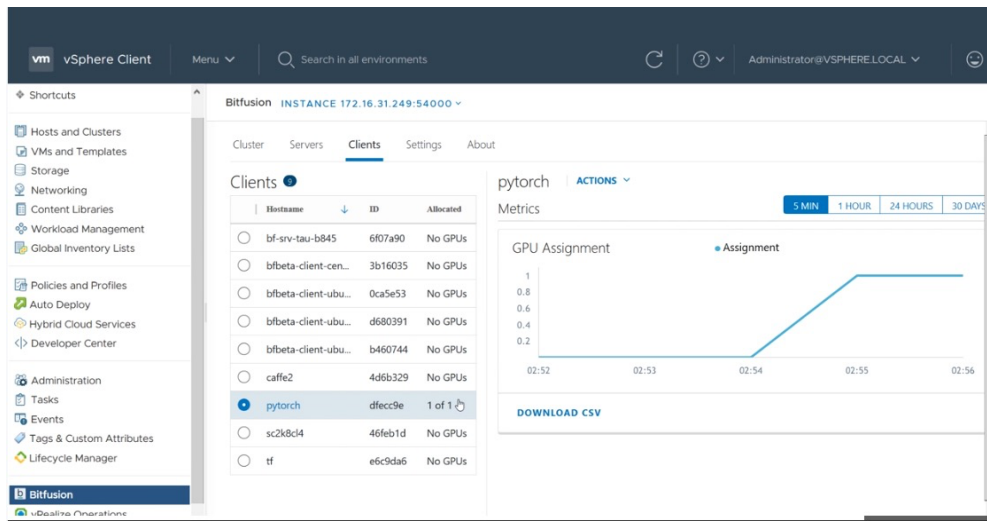 vm vSphere Client Menu Search in all environments Administrator@VSPHERE.LOCAL
Shortcuts
Hosts and Clusters
VMs and Templates
Storage
Networking
Content Libraries
Workload Management
Global Inventory Lists
Policies and Profiles
Auto Deploy
Hybrid Cloud Services
Developer Center
Administration
Tasks
Events
Tags & Custom Attributes
Lifecycle Manager
Bitfusion
vRealize Operations
Bitfusion INSTANCE 172.16.31.249:54000
Cluster Servers Clients Settings About
Clients 9
Hostname ID Allocated
bf-srv-tau-b845 6f07a90 No GPUs
bfbeta-client-cen... 3b16035 No GPUs
bfbeta-client-ubu... 0ca5e53 No GPUs
bfbeta-client-ubu... d680391 No GPUs
bfbeta-client-ubu... b460744 No GPUs
caffe2 4d6b329 No GPUs
pytorch dfecc9e 1 of 1
sc2k8cl4 46feb1d No GPUs
tf e6c9da6 No GPUs
pytorch ACTIONS
Metrics 5 MIN 1 HOUR 24 HOURS 30 DAYS
GPU Assignment Assignment
1
0.8
0.6
0.4
0.2
02:52 02:53 02:54 02:55 02:56
DOWNLOAD CSV